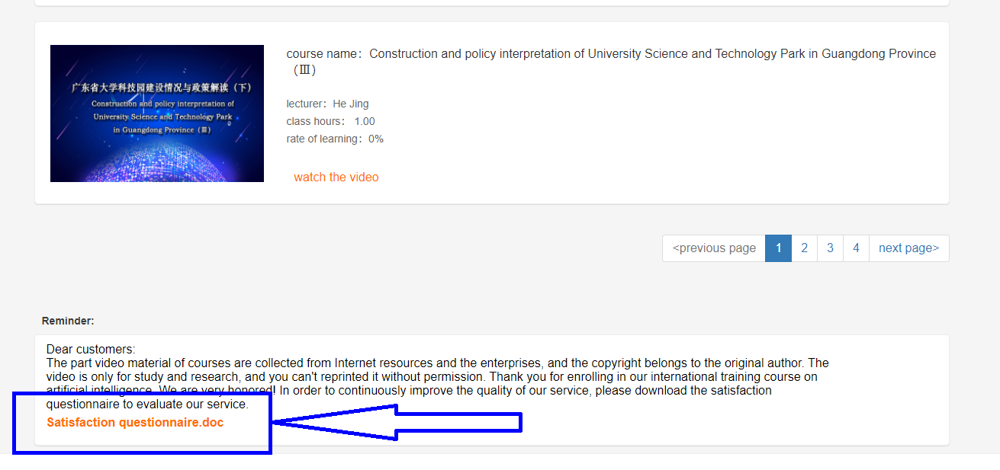 广东省大学科技园建设情况与政策解读（下）
Construction and policy interpretation of
University Science and Technology Park
in Guangdong Province（Ⅲ）
course name：Construction and policy interpretation of University Science and Technology Park in Guangdong Province
（Ⅲ）
lecturer：He Jing
class hours： 1.00
rate of learning：0%
watch the video
<previous page 1 2 3 4 next page>
Reminder:
Dear customers:
The part video material of courses are collected from Internet resources and the enterprises, and the copyright belongs to the original author. The
video is only for study and research, and you can't reprinted it without permission. Thank you for enrolling in our international training course on
artificial intelligence. We are very honored! In order to continuously improve the quality of our service, please download the satisfaction
questionnaire to evaluate our service.
Satisfaction questionnaire.doc